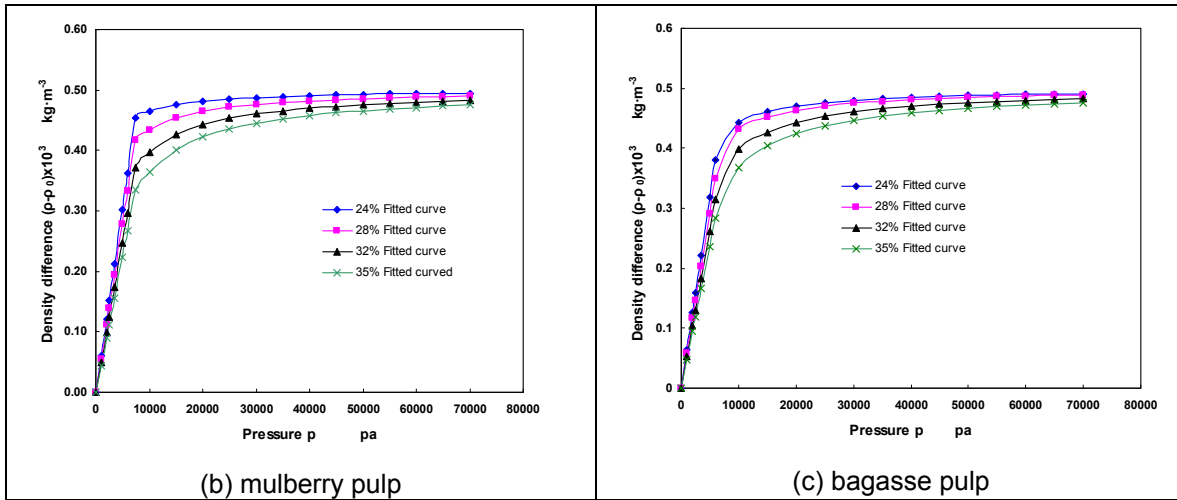 Density difference (ρ-ρ 0)x10³ kg·m⁻³
0.60
0.50
0.40
0.30
0.20
0.10
0.00
24% Fitted curve
28% Fitted curve
32% Fitted curve
35% Fitted curved
0 10000 20000 30000 40000 50000 60000 70000 80000
Pressure p pa
(b) mulberry pulp
Density difference (ρ-ρ 0)x10³ kg·m⁻³
0.6
0.5
0.4
0.3
0.2
0.1
0
24% Fitted curve
28% Fitted curve
32% Fitted curve
35% Fitted curve
0 10000 20000 30000 40000 50000 60000 70000 80000
Pressure p pa
(c) bagasse pulp